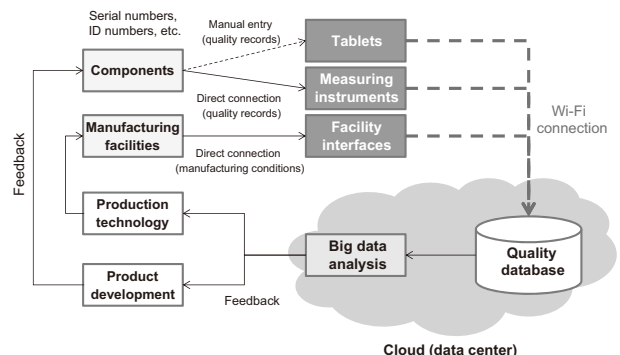 Serial numbers,
ID numbers, etc.
Manual entry
(quality records)
Tablets
Components
Measuring
instruments
Direct connection
(quality records)
Wi-Fi
connection
Manufacturing
facilities
Facility
interfaces
Direct connection
(manufacturing conditions)
Feedback
Production
technology
Big data
analysis
Quality
database
Product
development
Feedback
Cloud (data center)